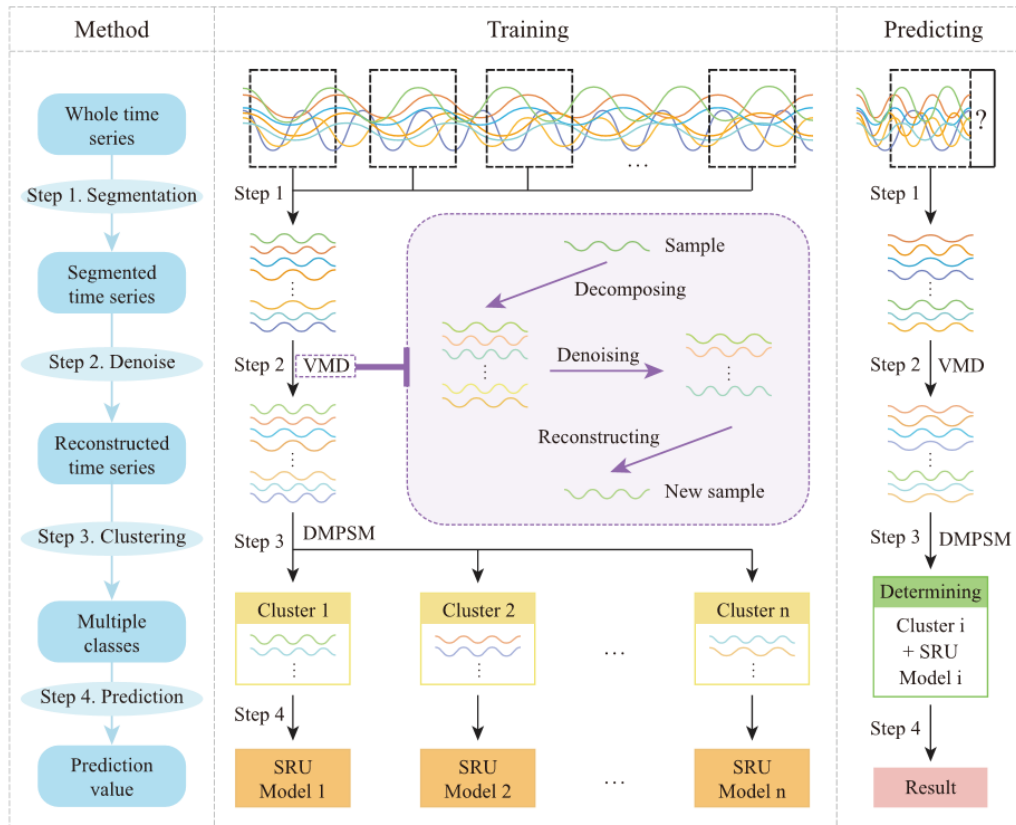 Method
Training
Predicting
Whole time
series
Step 1. Segmentation
Segmented
time series
Step 2. Denoise
Reconstructed
time series
Step 3. Clustering
Multiple
classes
Step 4. Prediction
Prediction
value
...
Step 1
Step 2
VMD
Sample
Decomposing
Denoising
Reconstructing
New sample
Step 3
DMPSM
Cluster 1
Cluster 2
...
Cluster n
Step 4
SRU
Model 1
SRU
Model 2
...
SRU
Model n
?
Step 1
Step 2
VMD
Step 3
DMPSM
Determining
Cluster i
+ SRU
Model i
Step 4
Result